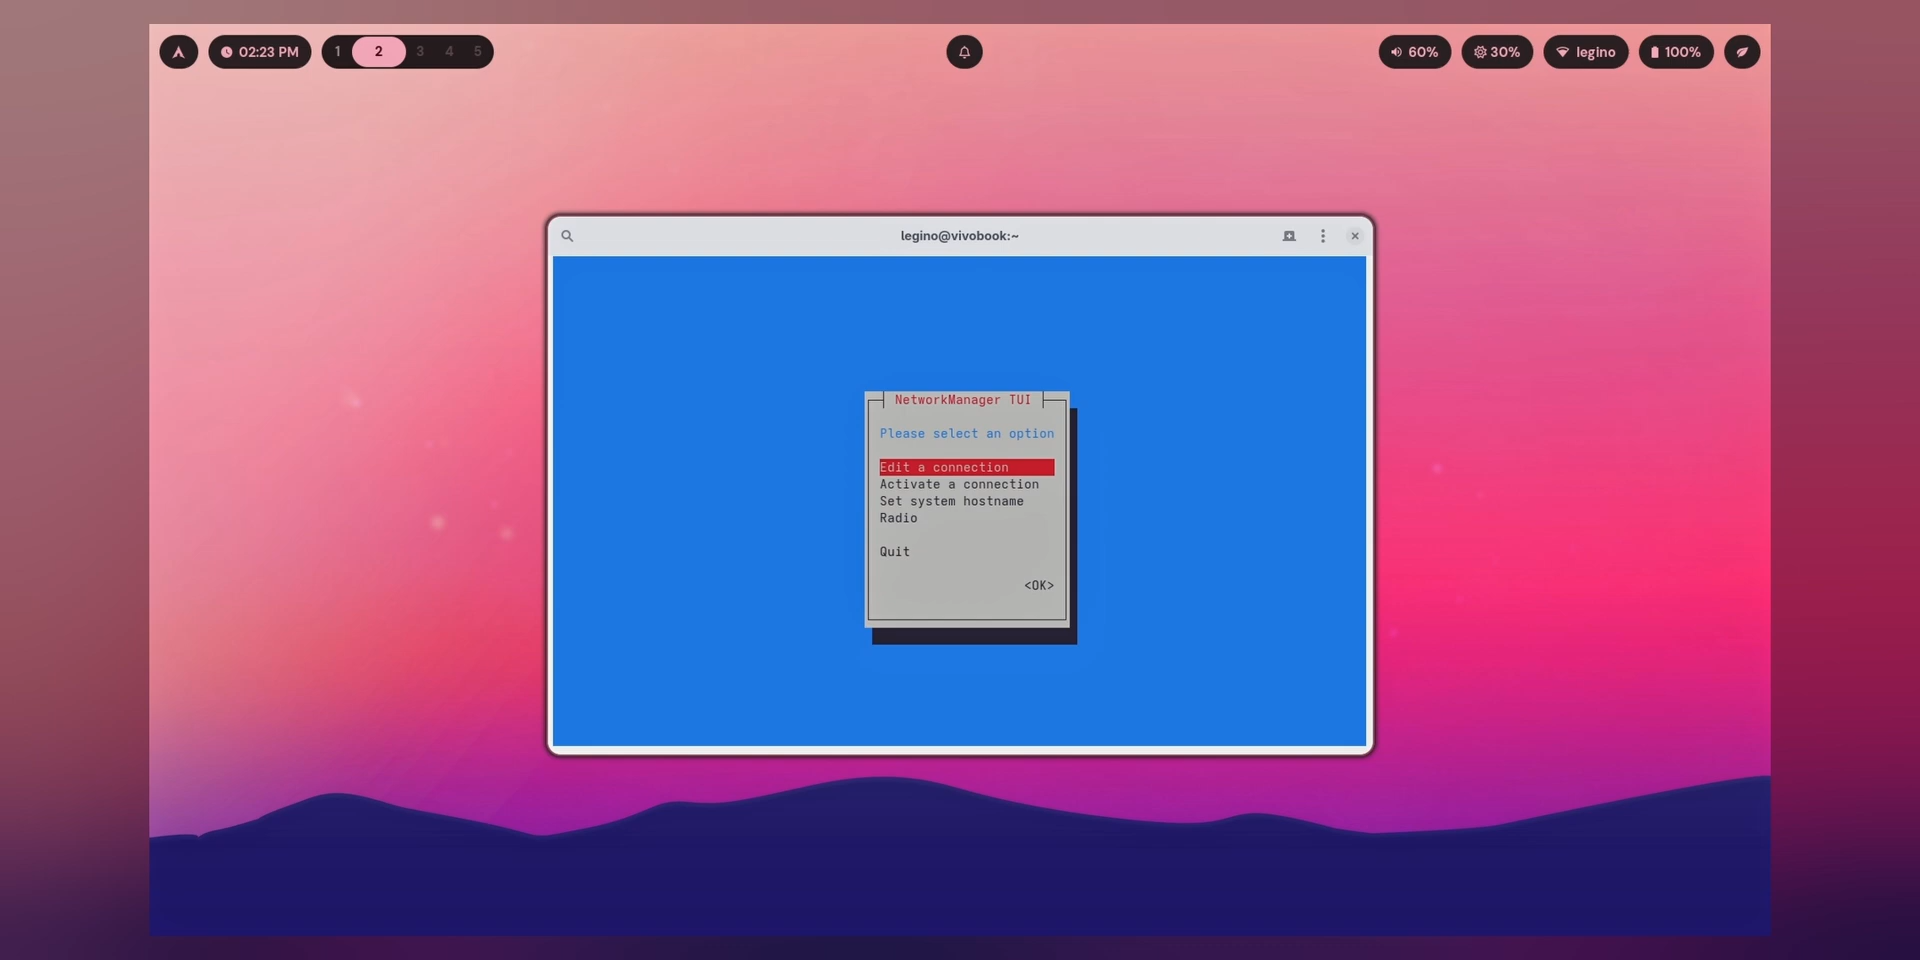 02:23 PM 1 2 3 4 5 60% 30% legino 100%
legino@vivobook:~
NetworkManager TUI
Please select an option
Edit a connection
Activate a connection
Set system hostname
Radio
Quit
<OK>